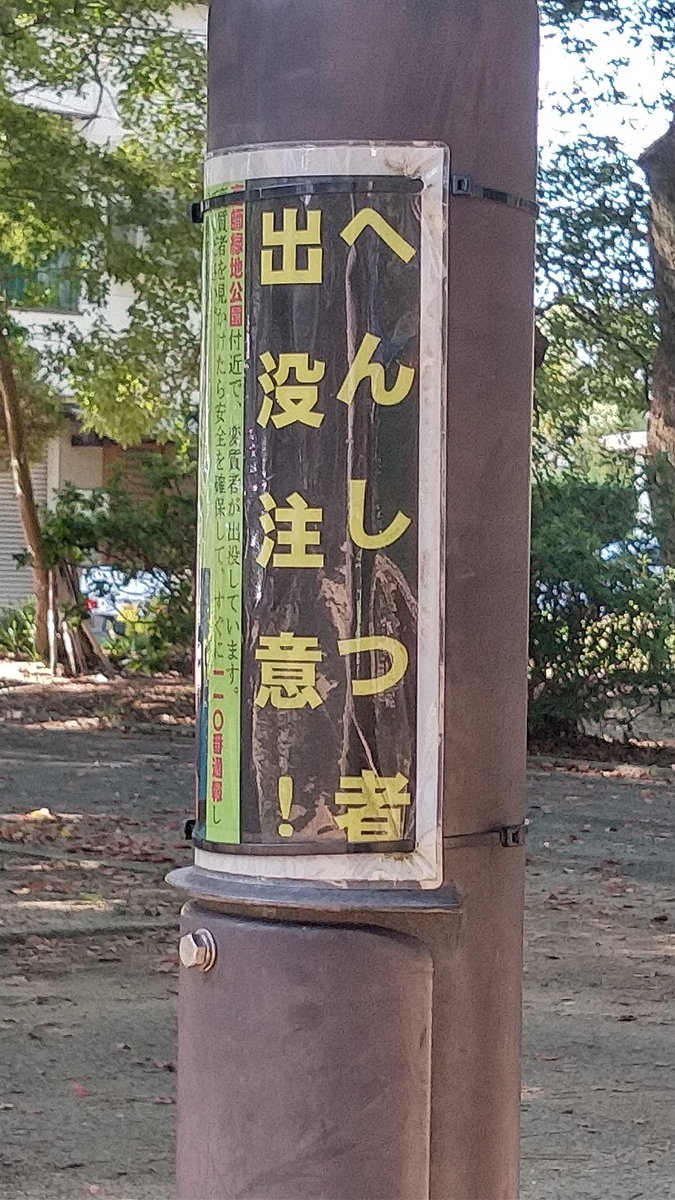 へんしつ者
出没注意！
緑地公園付近で、変質者が出没しています。
質者を見かけたら安全を確保して、すぐに一一〇番通報し